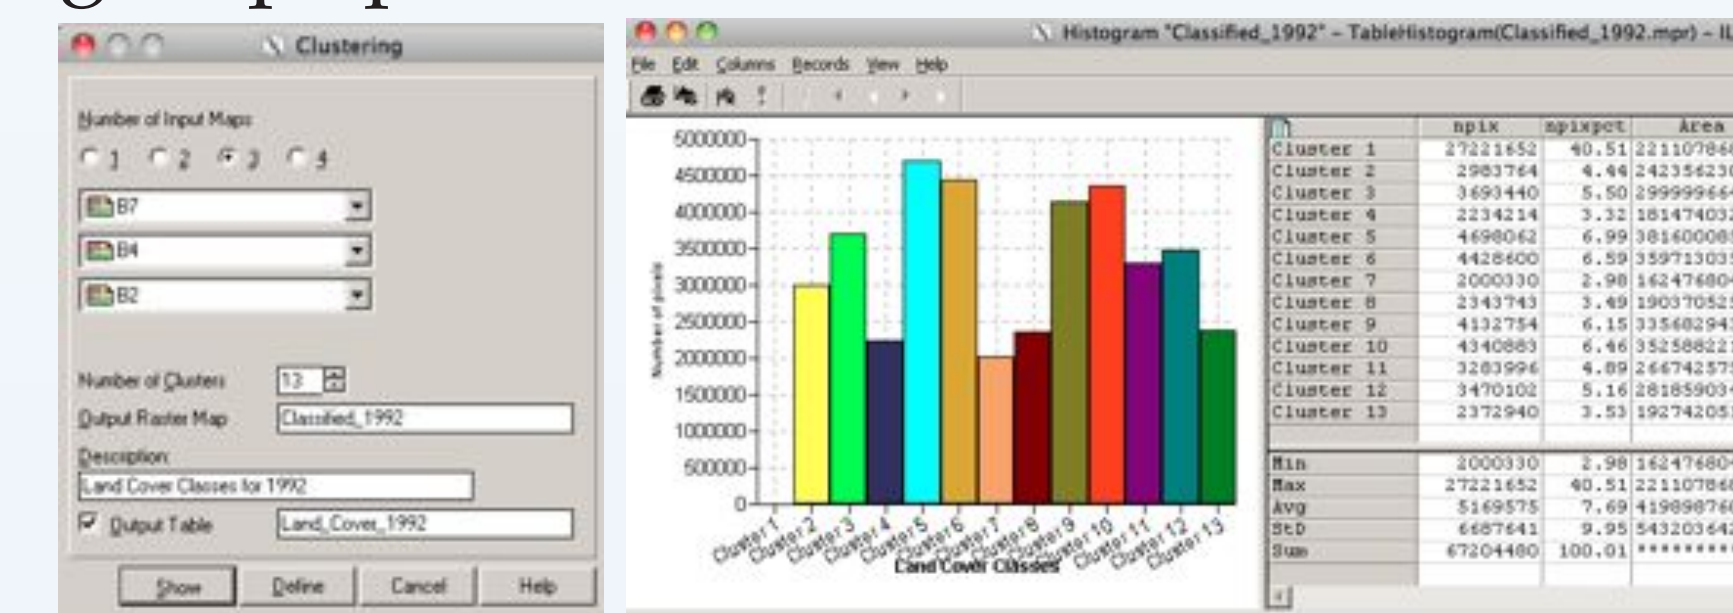 Clustering
Number of Input Maps
1 2 3 4
B7
B4
B2
Number of Clusters 13
Output Raster Map Classified_1992
Description:
Land Cover Classes for 1992
Output Table Land_Cover_1992
Show Define Cancel Help
Histogram "Classified_1992" - TableHistogram(Classified_1992.mpr) - IL
File Edit Columns Records View Help
5000000
4500000
4000000
3500000
3000000
2500000
2000000
1500000
1000000
500000
0
Number of pixels
Cluster 1 Cluster 2 Cluster 3 Cluster 4 Cluster 5 Cluster 6 Cluster 7 Cluster 8 Cluster 9 Cluster 10 Cluster 11 Cluster 12 Cluster 13
Land Cover Classes
npix npixpct Area
Cluster 1 27221652 40.51 221107868
Cluster 2 2983764 4.44 242356230
Cluster 3 3693440 5.50 299999664
Cluster 4 2234214 3.32 181474032
Cluster 5 4698062 6.99
Cluster 6 4428600 6.59
Cluster 7 2000330 2.98 162476804
Cluster 8 2343743 3.49
Cluster 9 4132754 6.15
Cluster 10 4340883 6.46
Cluster 11 3283996 4.89
Cluster 12 3470102 5.16
Cluster 13 2372940 3.53
Min 2000330 2.98 162476804
Max 27221652 40.51 221107868
Avg 5169575 7.69
StD 6687641 9.95
Sum 67204480 100.01 ********